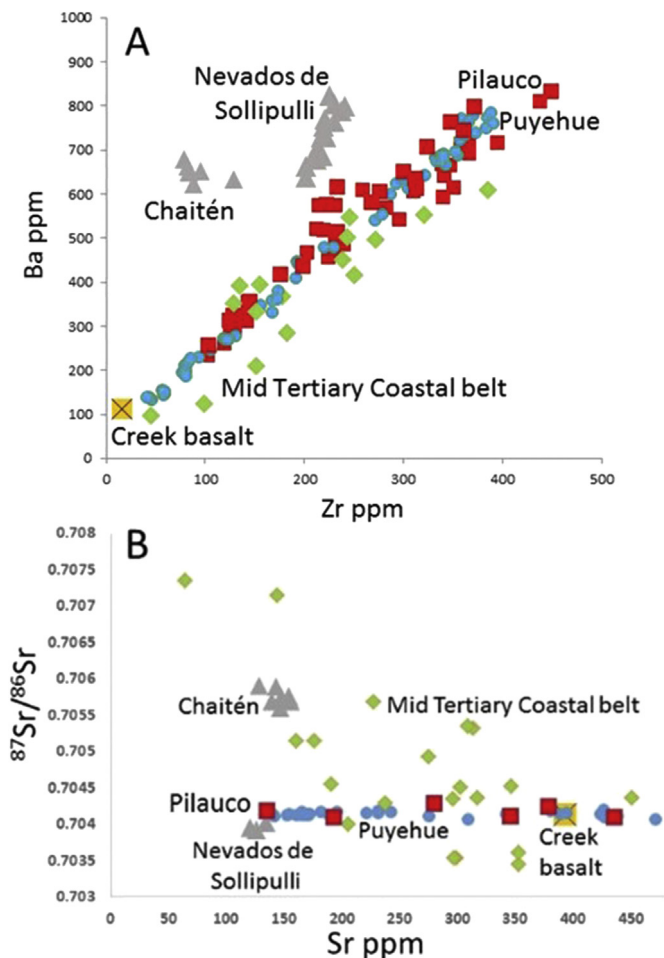 A
1000
900
800
700
600
500
400
300
200
100
0
Ba ppm
Nevados de
Sollipulli
Pilauco
Puyehue
Chaitén
Mid Tertiary Coastal belt
Creek basalt
0 100 200 300 400 500
Zr ppm
B
0.708
0.7075
0.707
0.7065
0.706
0.7055
0.705
0.7045
0.704
0.7035
0.703
87Sr/86Sr
Chaitén
Mid Tertiary Coastal belt
Pilauco
Puyehue
Nevados de
Sollipulli
Creek
basalt
0 50 100 150 200 250 300 350 400 450
Sr ppm